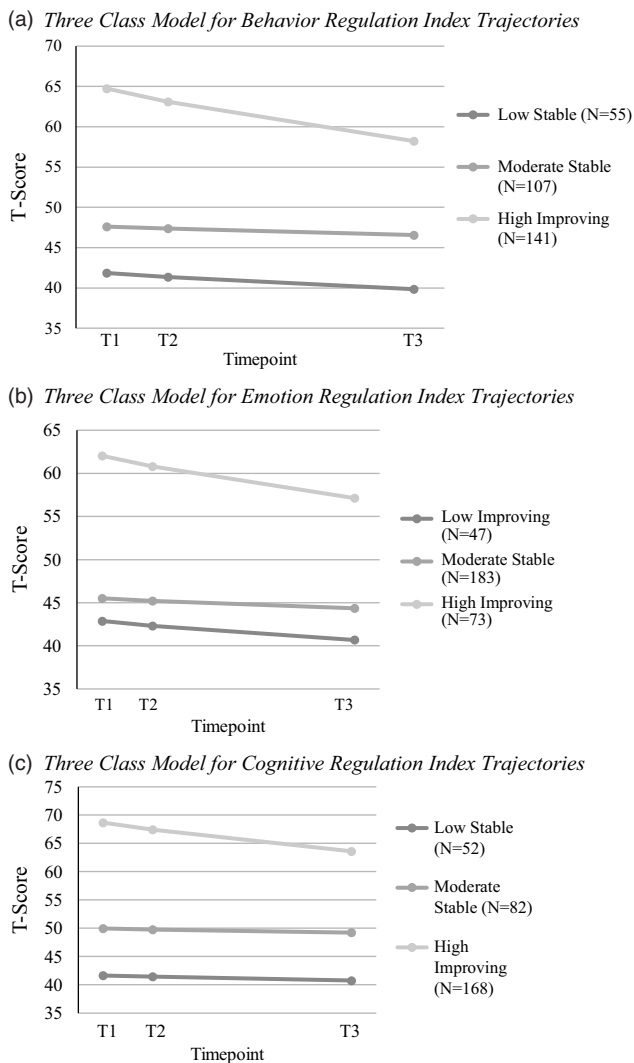 (a) Three Class Model for Behavior Regulation Index Trajectories
70
65
60
55
50
45
40
35
T-Score
T1 T2 T3
Timepoint
Low Stable (N=55)
Moderate Stable
(N=107)
High Improving
(N=141)
(b) Three Class Model for Emotion Regulation Index Trajectories
65
60
55
50
45
40
35
T-Score
T1 T2 T3
Timepoint
Low Improving
(N=47)
Moderate Stable
(N=183)
High Improving
(N=73)
(c) Three Class Model for Cognitive Regulation Index Trajectories
75
70
65
60
55
50
45
40
35
T-Score
T1 T2 T3
Timepoint
Low Stable
(N=52)
Moderate
Stable (N=82)
High
Improving
(N=168)